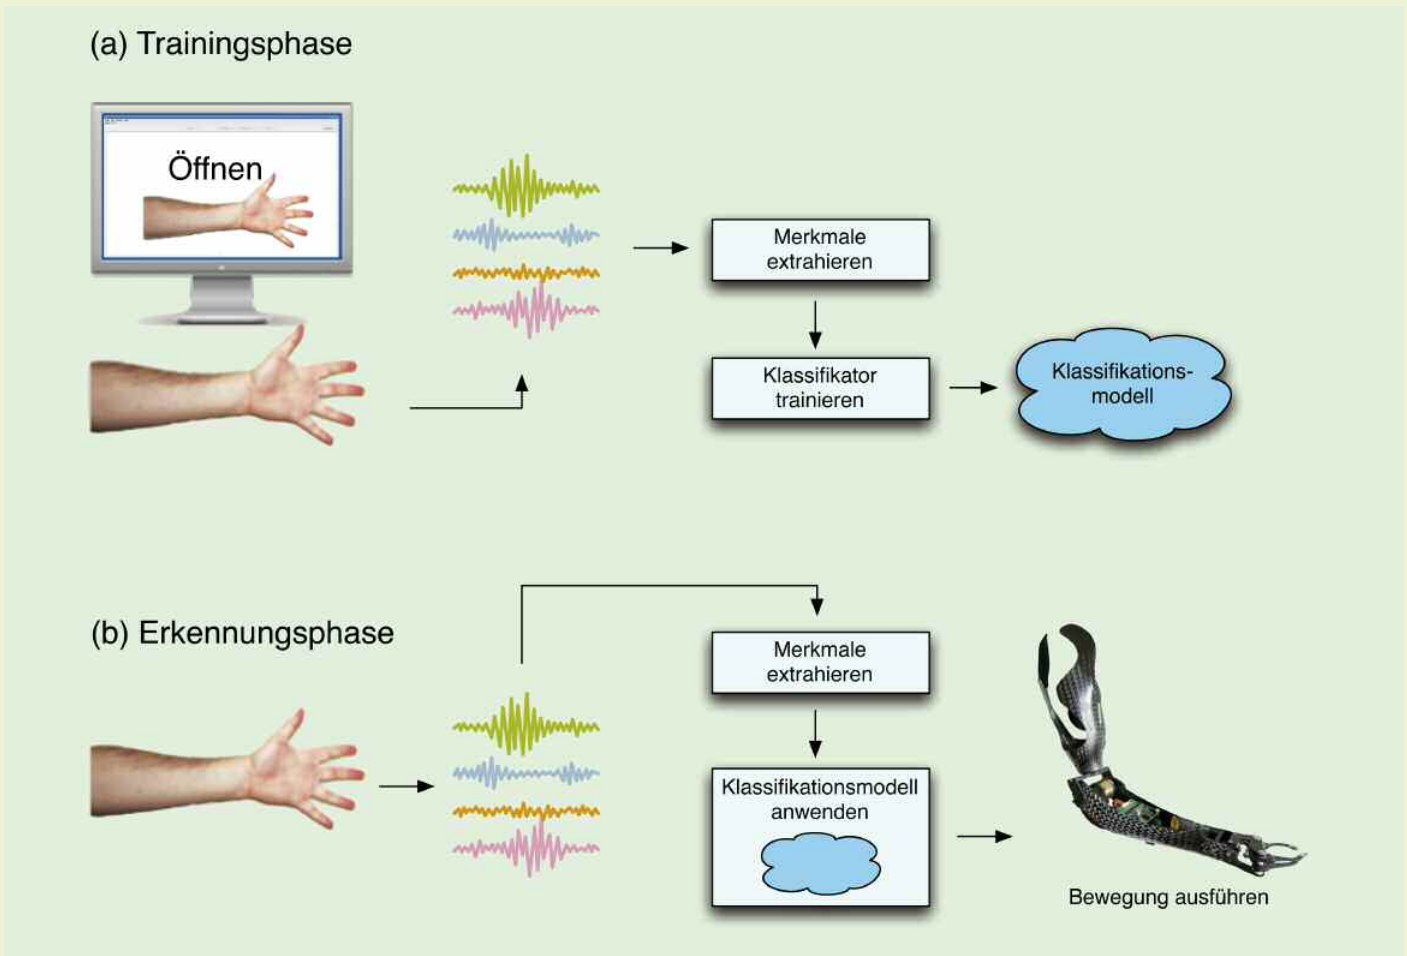 (a) Trainingsphase
Öffnen
Merkmale
extrahieren
Klassifikator
trainieren
Klassifikations-
modell
(b) Erkennungsphase
Merkmale
extrahieren
Klassifikationsmodell
anwenden
Bewegung ausführen